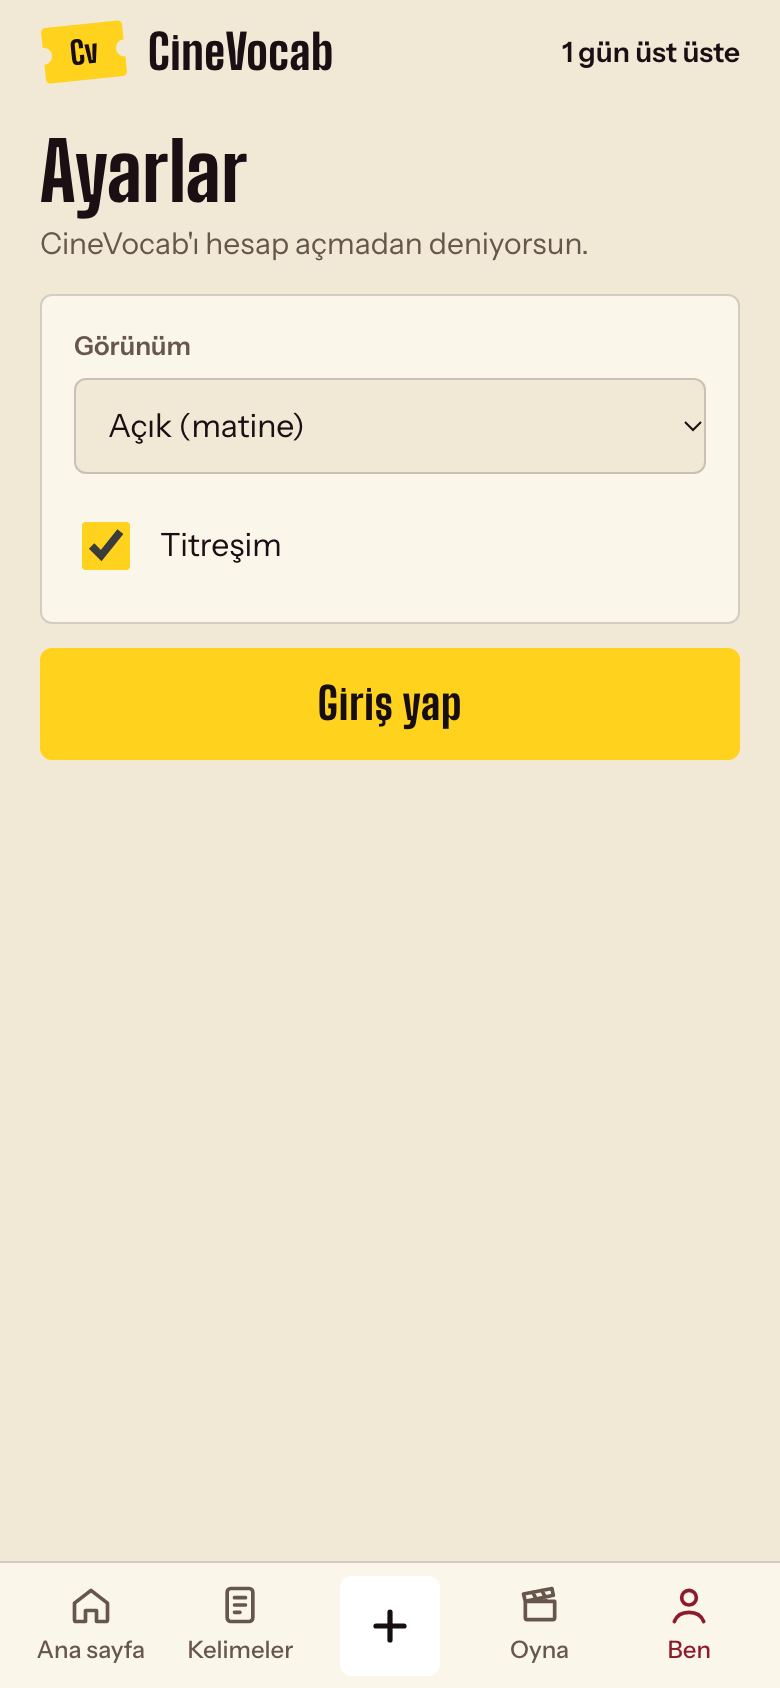 Cv CineVocab 1 gün üst üste
Ayarlar
CineVocab'ı hesap açmadan deniyorsun.
Görünüm
Açık (matine)
Titreşim
Giriş yap
Ana sayfa Kelimeler Oyna Ben